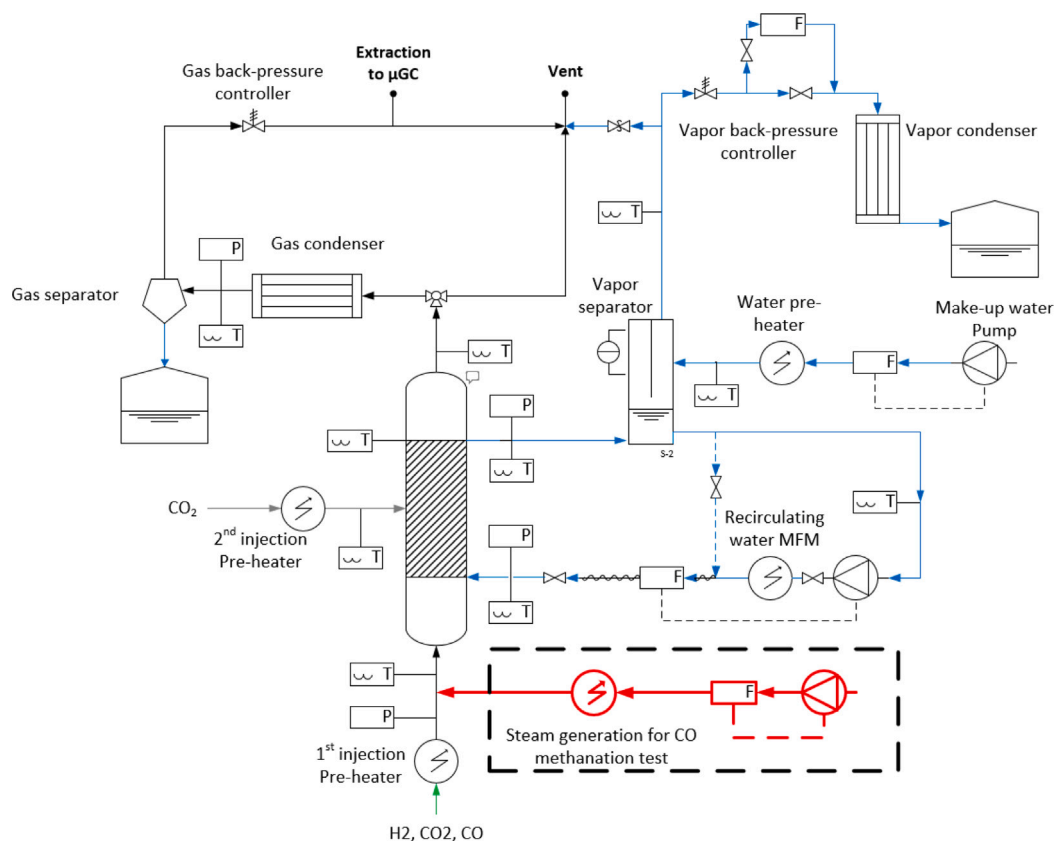 F
Extraction
to µGC
Gas back-pressure
controller
Vent
S
Vapor back-pressure
controller
Vapor condenser
T
P
Gas condenser
Gas separator
T
Vapor
separator
Water pre-
heater
Make-up water
Pump
F
T
T
P
T
T
S-2
T
CO2
2nd injection
Pre-heater
T
P
T
Recirculating
water MFM
F
T
P
F
Steam generation for CO
methanation test
1st injection
Pre-heater
H2, CO2, CO